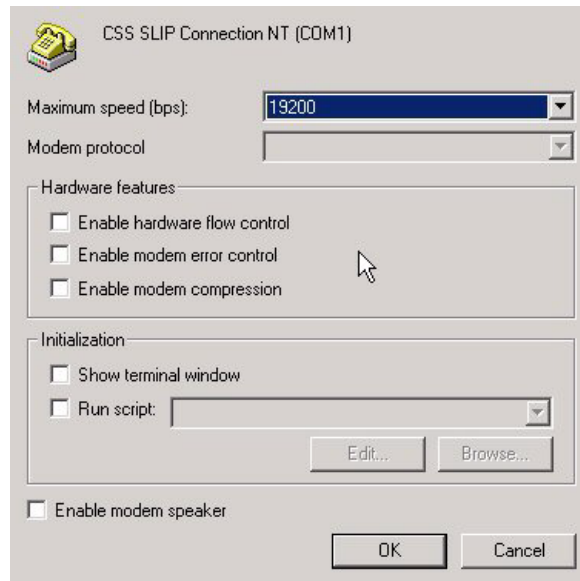 CSS SLIP Connection NT (COM1)
Maximum speed (bps): 19200
Modem protocol
Hardware features
Enable hardware flow control
Enable modem error control
Enable modem compression
Initialization
Show terminal window
Run script:
Edit... Browse...
Enable modem speaker
OK Cancel